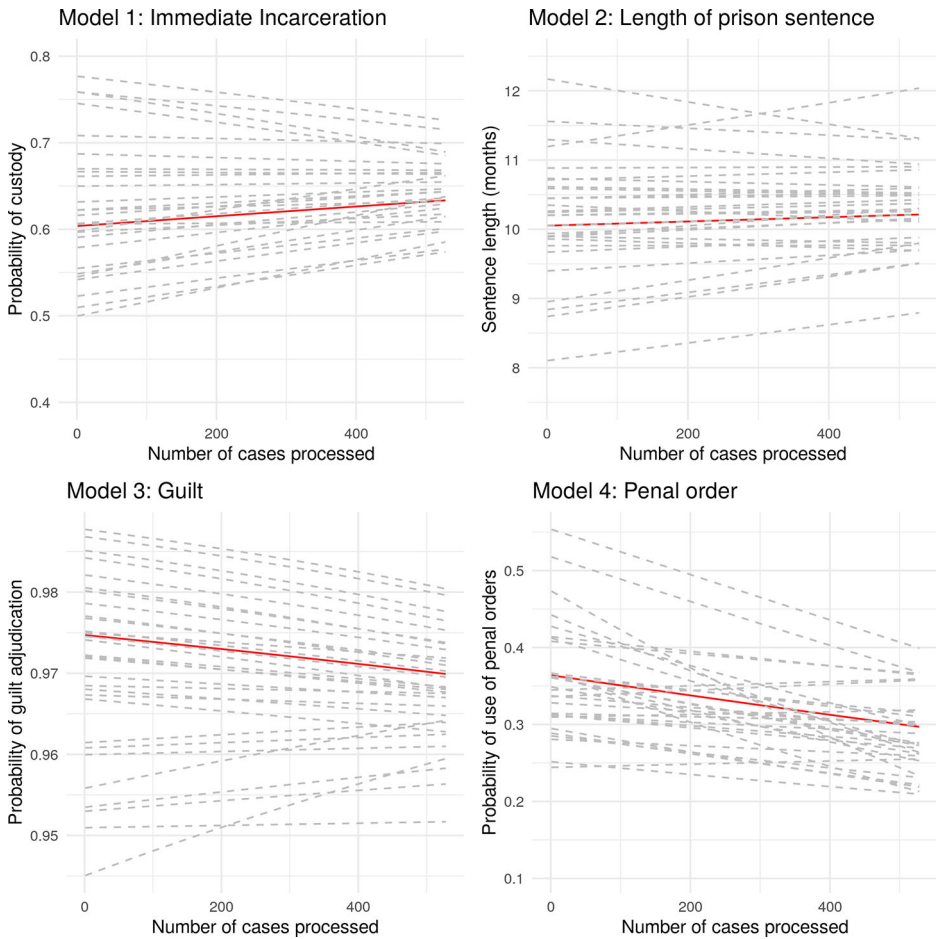 Model 1: Immediate Incarceration
Probability of custody
0.8
0.7
0.6
0.5
0.4
0
200
400
Number of cases processed
Model 2: Length of prison sentence
Sentence length (months)
12
11
10
9
8
0
200
400
Number of cases processed
Model 3: Guilt
Probability of guilt adjudication
0.98
0.97
0.96
0.95
0
200
400
Number of cases processed
Model 4: Penal order
Probability of use of penal orders
0.5
0.4
0.3
0.2
0.1
0
200
400
Number of cases processed